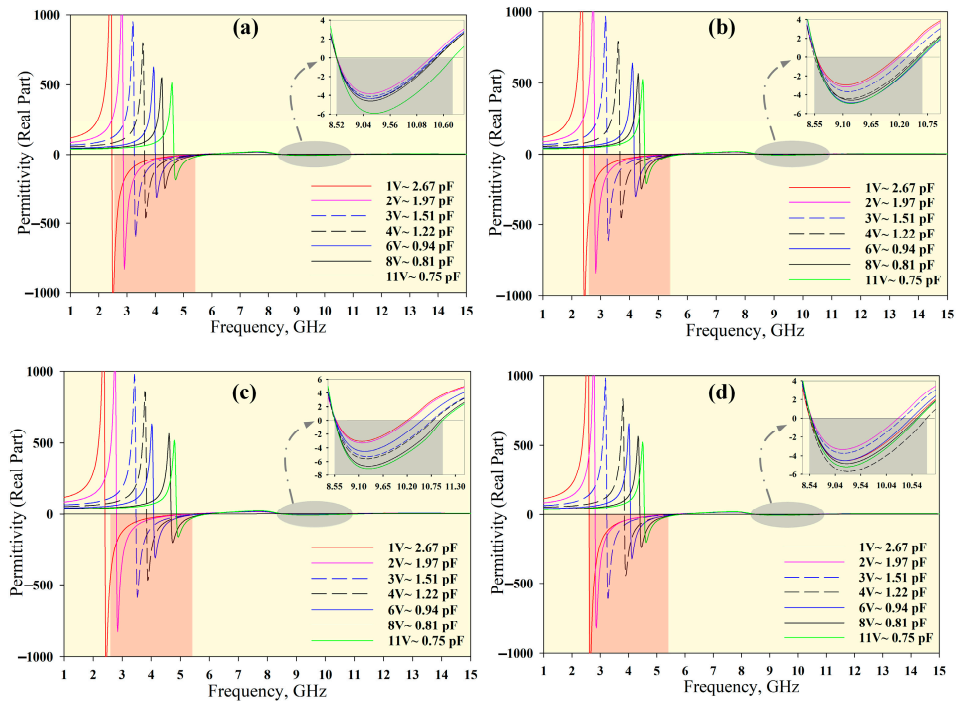 (a)
Permittivity (Real Part)
1000
500
0
−500
−1000
4
2
0
-2
-4
-6
8.52 9.04 9.56 10.08 10.60
1V~ 2.67 pF
2V~ 1.97 pF
3V~ 1.51 pF
4V~ 1.22 pF
6V~ 0.94 pF
8V~ 0.81 pF
11V~ 0.75 pF
1 2 3 4 5 6 7 8 9 10 11 12 13 14 15
Frequency, GHz
(b)
Permittivity (Real Part)
1000
500
0
−500
−1000
4
2
0
-2
-4
-6
8.55 9.10 9.65 10.20 10.75
1V~ 2.67 pF
2V~ 1.97 pF
3V~ 1.51 pF
4V~ 1.22 pF
6V~ 0.94 pF
8V~ 0.81 pF
11V~ 0.75 pF
1 2 3 4 5 6 7 8 9 10 11 12 13 14 15
Frequency, GHz
(c)
Permittivity (Real Part)
1000
500
0
−500
−1000
6
4
2
0
-2
-4
-6
-8
8.55 9.10 9.65 10.20 10.75 11.30
1V~ 2.67 pF
2V~ 1.97 pF
3V~ 1.51 pF
4V~ 1.22 pF
6V~ 0.94 pF
8V~ 0.81 pF
11V~ 0.75 pF
1 2 3 4 5 6 7 8 9 10 11 12 13 14 15
Frequency, GHz
(d)
Permittivity (Real Part)
1000
500
0
−500
−1000
4
2
0
-2
-4
-6
8.54 9.04 9.54 10.04 10.54
1V~ 2.67 pF
2V~ 1.97 pF
3V~ 1.51 pF
4V~ 1.22 pF
6V~ 0.94 pF
8V~ 0.81 pF
11V~ 0.75 pF
1 2 3 4 5 6 7 8 9 10 11 12 13 14 15
Frequency, GHz